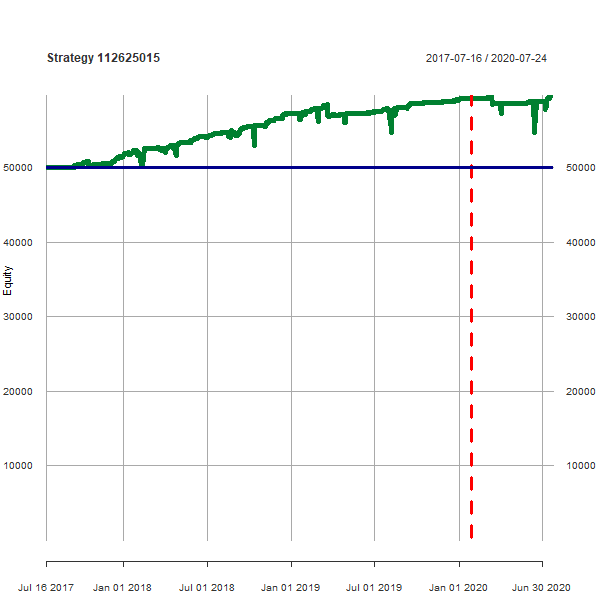 Strategy 112625015 2017-07-16 / 2020-07-24
50000 50000
40000 40000
Equity
30000 30000
20000 20000
10000 10000
Jul 16 2017 Jan 01 2018 Jul 01 2018 Jan 01 2019 Jul 01 2019 Jan 01 2020 Jun 30 2020